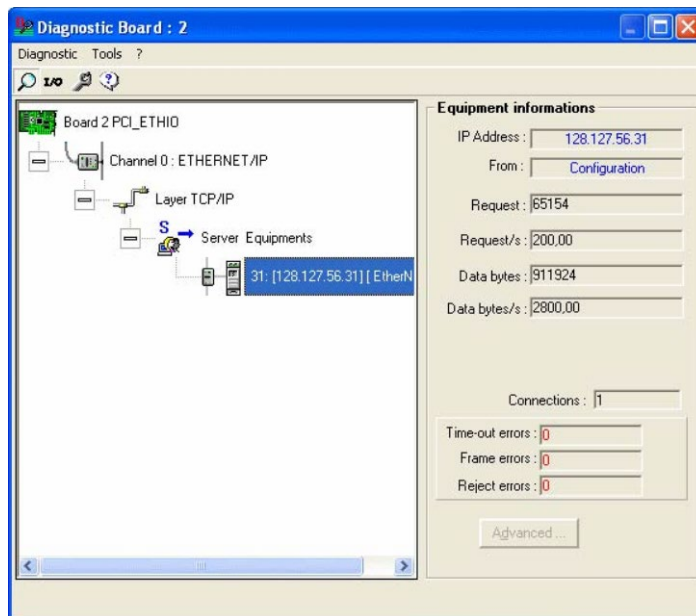 Diagnostic Board : 2
Diagnostic Tools ?
I/O
Board 2 PCI_ETHIO
Channel 0 : ETHERNET/IP
Layer TCP/IP
S
Server Equipments
31: [128.127.56.31] [ EtherN
Equipment informations
IP Address : 128.127.56.31
From : Configuration
Request : 65154
Request/s : 200,00
Data bytes : 911924
Data bytes/s : 2800,00
Connections : 1
Time-out errors : 0
Frame errors : 0
Reject errors : 0
Advanced ...